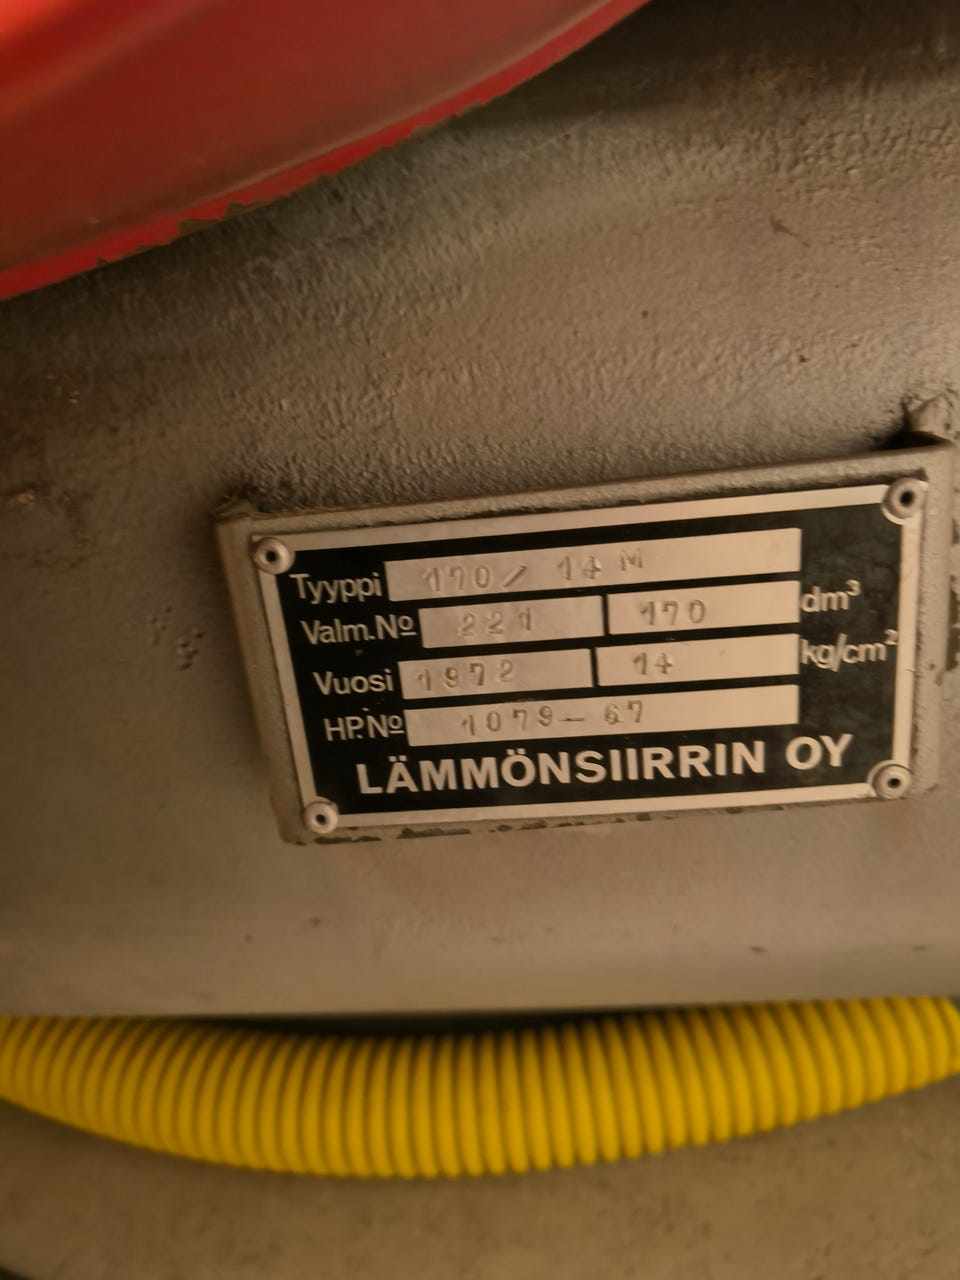 Tyyppi 170/ 14 M
Valm.Nº 221 170 dm³
Vuosi 1972 14 kg/cm²
HP.Nº 1079-67
LÄMMÖNSIIRRIN OY